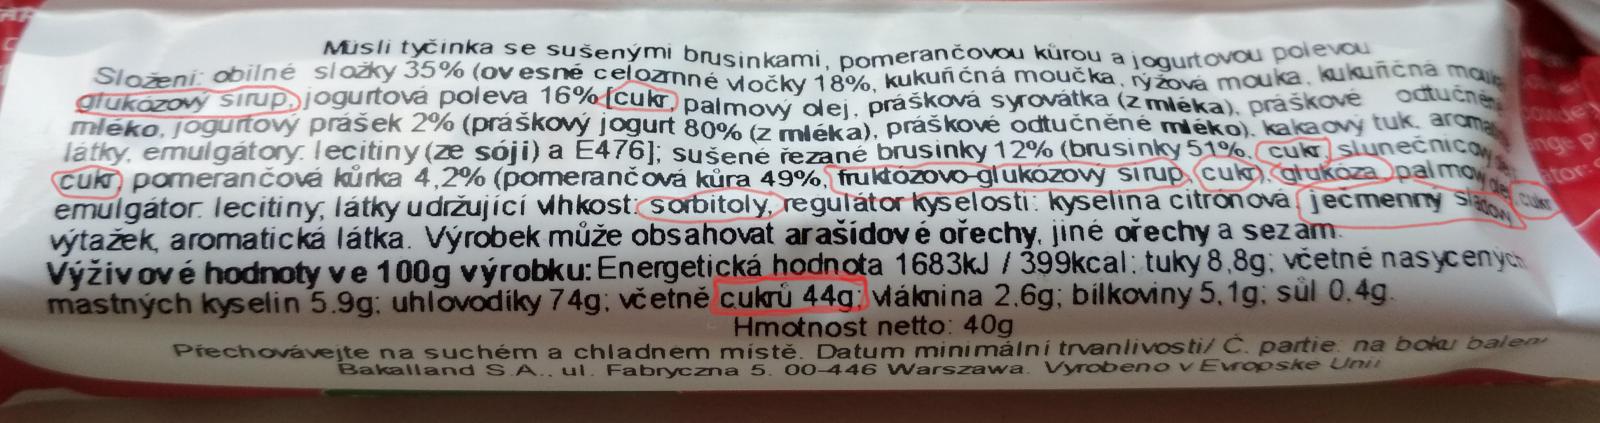 Müsli tyčinka se sušenými brusinkami, pomerančovou kůrou a jogurtovou polevou
Složení: obilné složky 35% (ovesné celozrnné vločky 18%, kukuřičná moučka, rýžová mouka, kukuřičná
glukózový sirup, jogurtová poleva 16% [cukr, palmový olej, prášková syrovátka (z mléka), práškové odtučněné
mléko, jogurtový prášek 2% (práškový jogurt 80% (z mléka), práškové odtučněné mléko), kakaový tuk,
látky, emulgátory: lecitiny (ze sóji) a E476]; sušené řezané brusinky 12% (brusinky 51%, cukr, slunečnicový
cukr, pomerančová kůrka 4,2% (pomerančová kůra 49%, fruktózovo-glukózový sirup, cukr), glukóza, palmový olej, cukr
emulgátor: lecitiny, látky udržující vlhkost: sorbitoly, regulátor kyselosti: kyselina citrónová, ječmenný sladový
výtažek, aromatická látka. Výrobek může obsahovat arašídové ořechy, jiné ořechy a sezam.
Výživové hodnoty ve 100g výrobku: Energetická hodnota 1683kJ / 399kcal; tuky 8,8g; včetně nasycených
mastných kyselin 5,9g; uhlovodíky 74g; včetně cukrů 44g; vláknina 2,6g; bílkoviny 5,1g; sůl 0,4g.
Hmotnost netto: 40g
Přechovávejte na suchém a chladném místě. Datum minimální trvanlivosti/ Č. partie: na boku balení
Bakalland S.A., ul. Fabryczna 5, 00-446 Warszawa. Vyrobeno v Evropské Unii